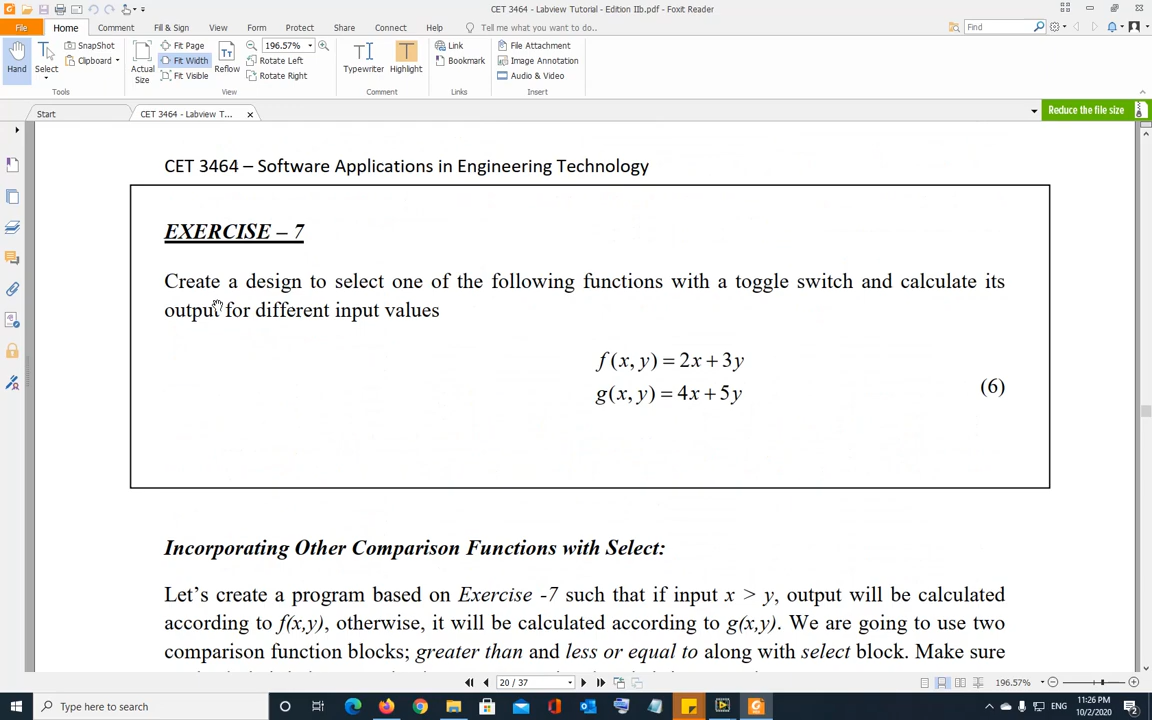 CET 3464 - Labview Tutorial - Edition IIb.pdf - Foxit Reader
File Home Comment View Form Protect Share Connect Help Tell me what you want to do.. Find
Hand
Select
SnapShot
Clipboard
Tools
Actual Size
Fit Page
Fit Width
Fit Visible
Reflow
196.57%
Rotate Left
Rotate Right
View
Typewriter
Highlight
Comment
Link
Bookmark
Links
File Attachment
Image Annotation
Audio & Video
Insert
Start
CET 3464 - Labview T...
Reduce the file size
CET 3464 – Software Applications in Engineering Technology
EXERCISE – 7
Create a design to select one of the following functions with a toggle switch and calculate its
output for different input values
f(x, y) = 2x + 3y
g(x, y) = 4x + 5y
(6)
Incorporating Other Comparison Functions with Select:
Let's create a program based on Exercise -7 such that if input x > y, output will be calculated
according to f(x,y), otherwise, it will be calculated according to g(x,y). We are going to use two
comparison function blocks; greater than and less or equal to along with select block. Make sure
20 / 37
196.57%
Type here to search
ENG
11:26 PM
10/2/2020